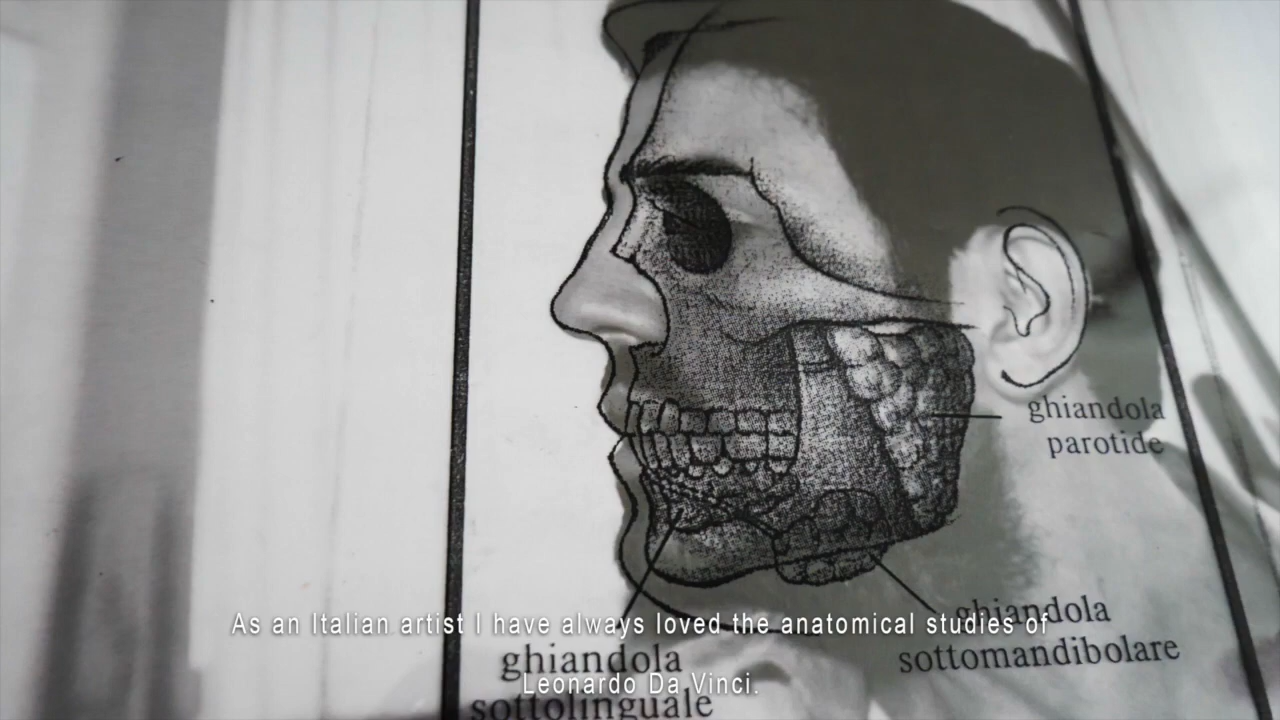 ghiandola
parotide
ghiandola
sottomandibolare
ghiandola
sottolinguale
As an Italian artist I have always loved the anatomical studies of
Leonardo Da Vinci.